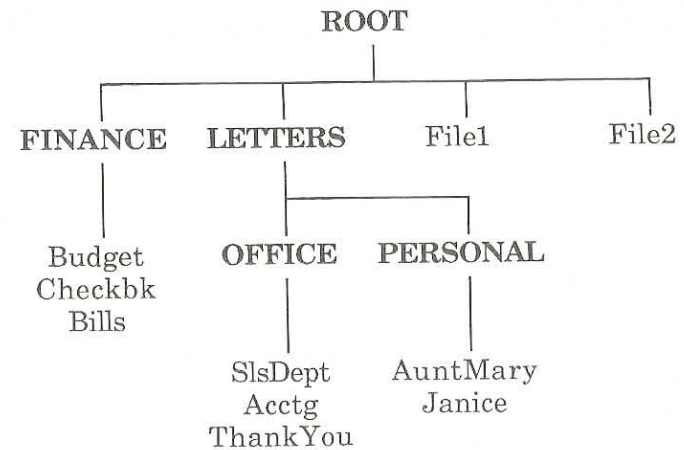 ROOT
FINANCE LETTERS File1 File2
Budget OFFICE PERSONAL
Checkbk
Bills
SlsDept AuntMary
Acctg Janice
ThankYou